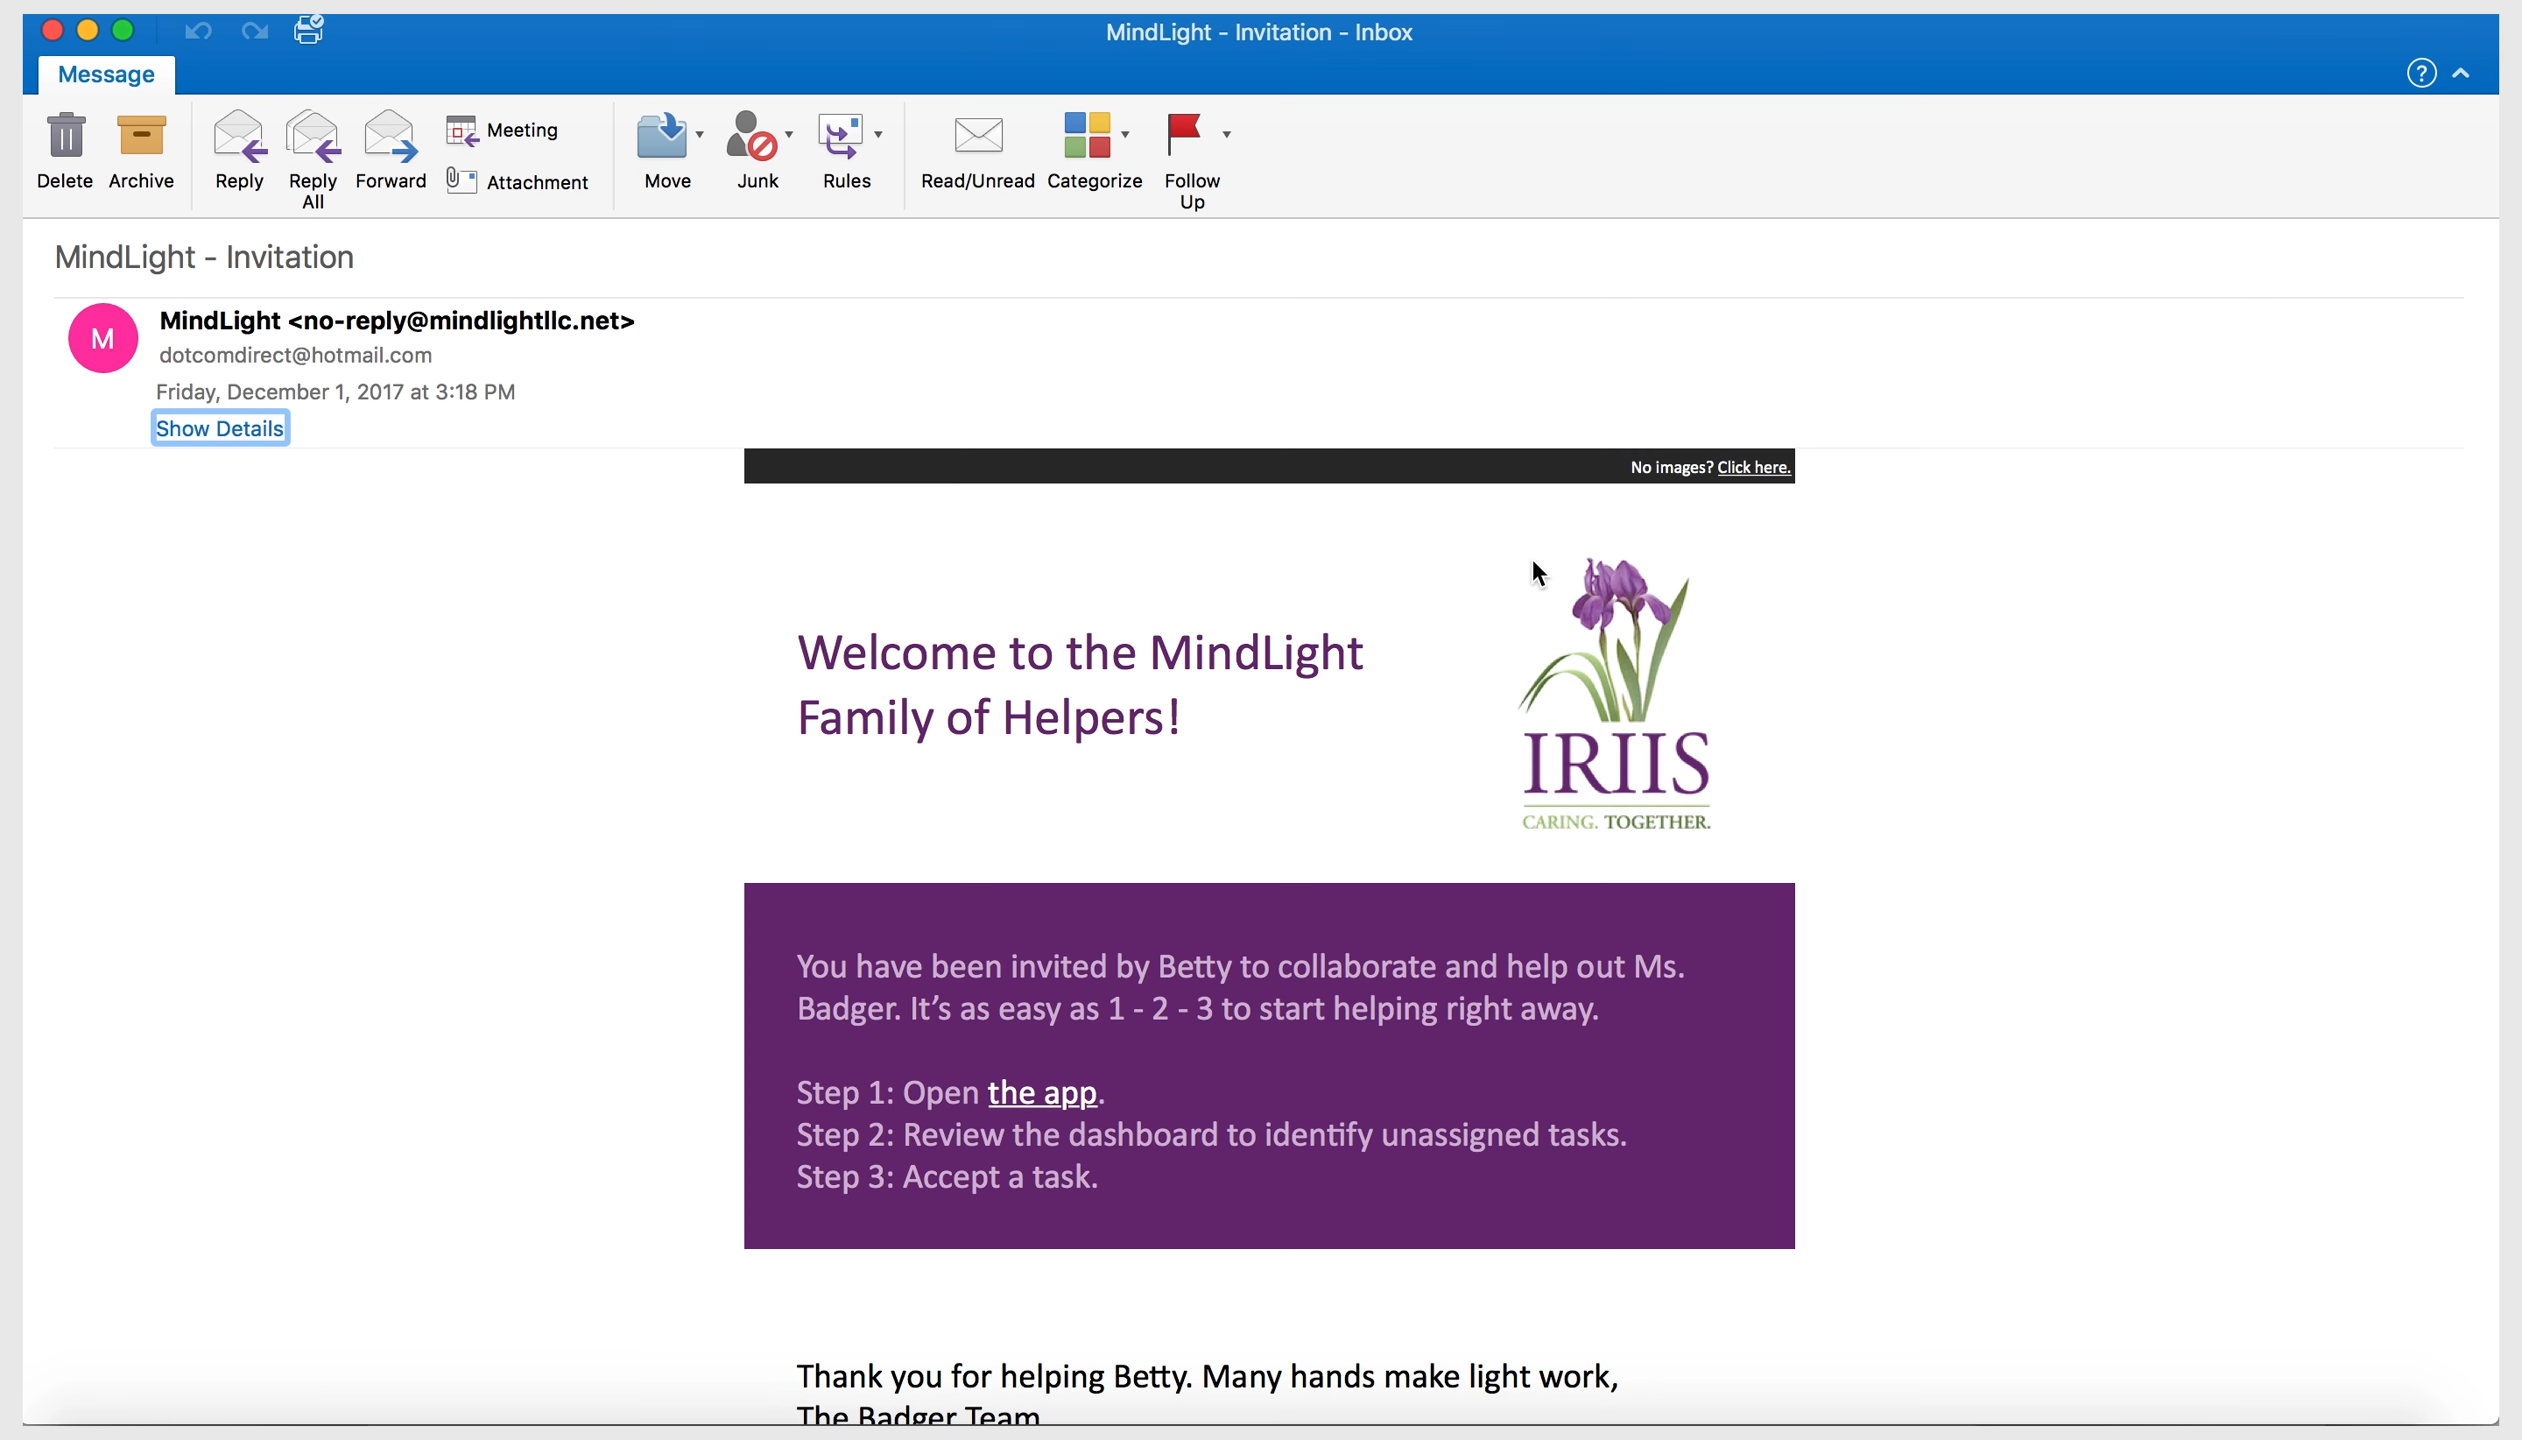 MindLight - Invitation - Inbox
Message
?
Delete
Archive
Reply
Reply All
Forward
Meeting
Attachment
Move
Junk
Rules
Read/Unread
Categorize
Follow Up
MindLight - Invitation
M
MindLight <no-reply@mindlightllc.net>
dotcomdirect@hotmail.com
Friday, December 1, 2017 at 3:18 PM
Show Details
No images? Click here.
Welcome to the MindLight
Family of Helpers!
IRIIS
CARING. TOGETHER.
You have been invited by Betty to collaborate and help out Ms.
Badger. It’s as easy as 1 - 2 - 3 to start helping right away.
Step 1: Open the app.
Step 2: Review the dashboard to identify unassigned tasks.
Step 3: Accept a task.
Thank you for helping Betty. Many hands make light work,
The Badger Team